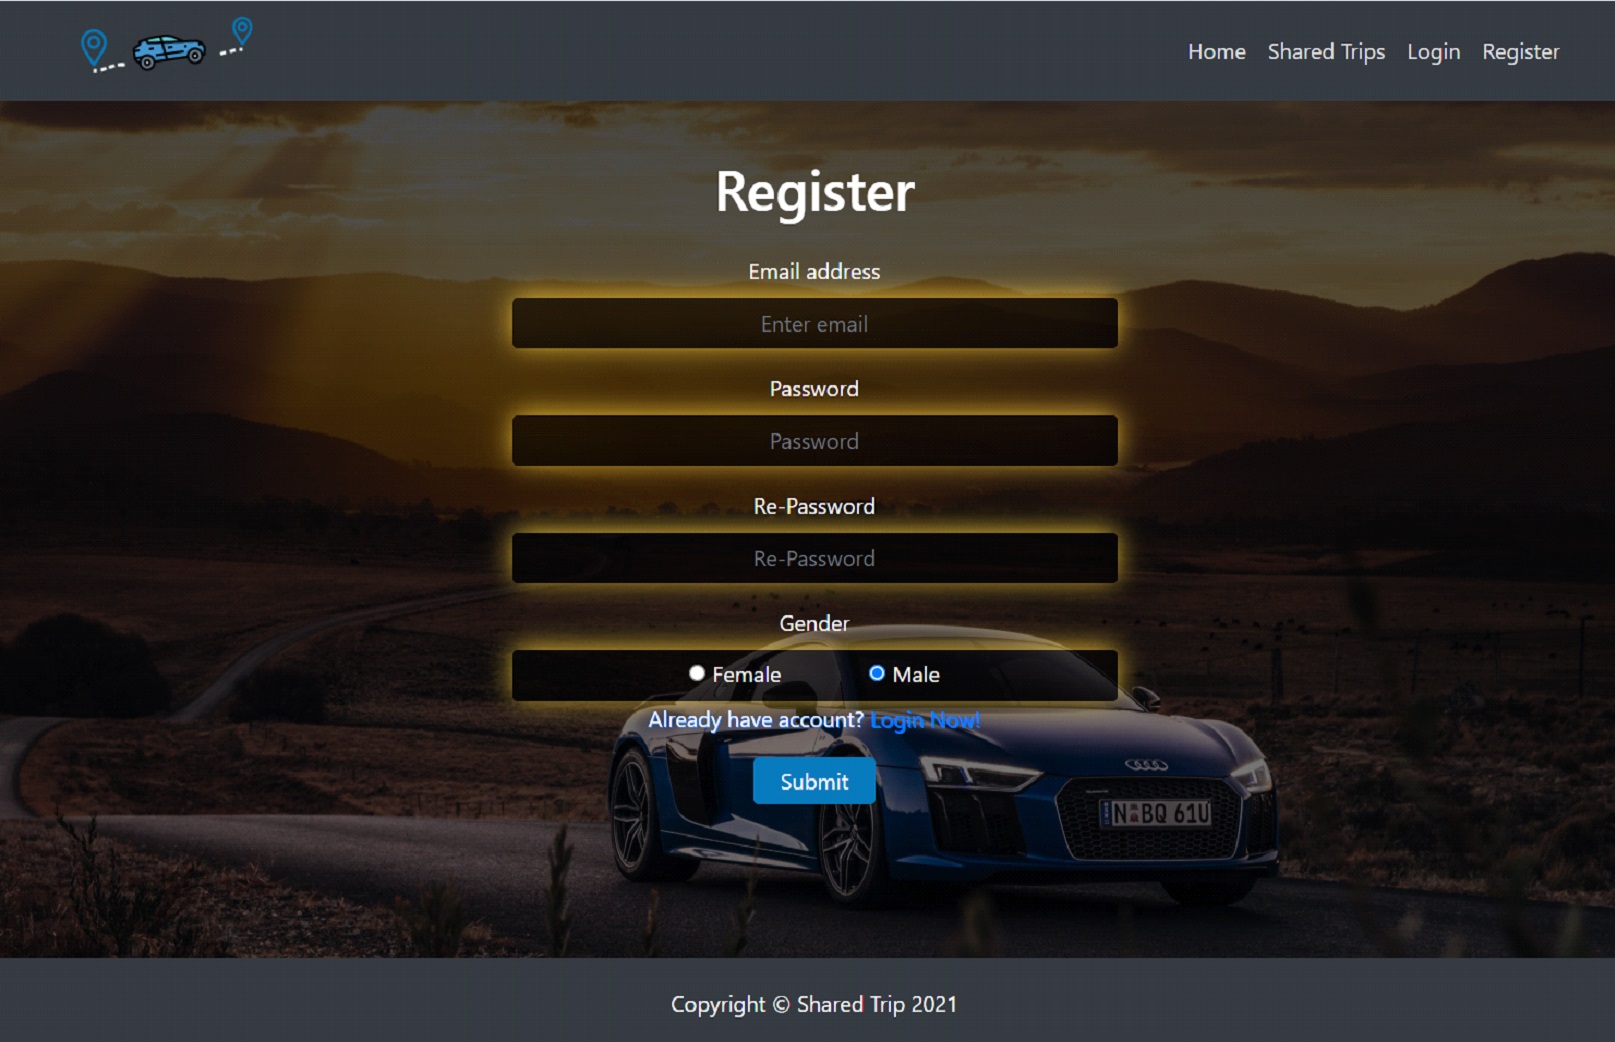 Home Shared Trips Login Register
Register
Email address
Enter email
Password
Password
Re-Password
Re-Password
Gender
Female Male
Already have account? Login Now!
Submit
N BQ 61U
Copyright © Shared Trip 2021